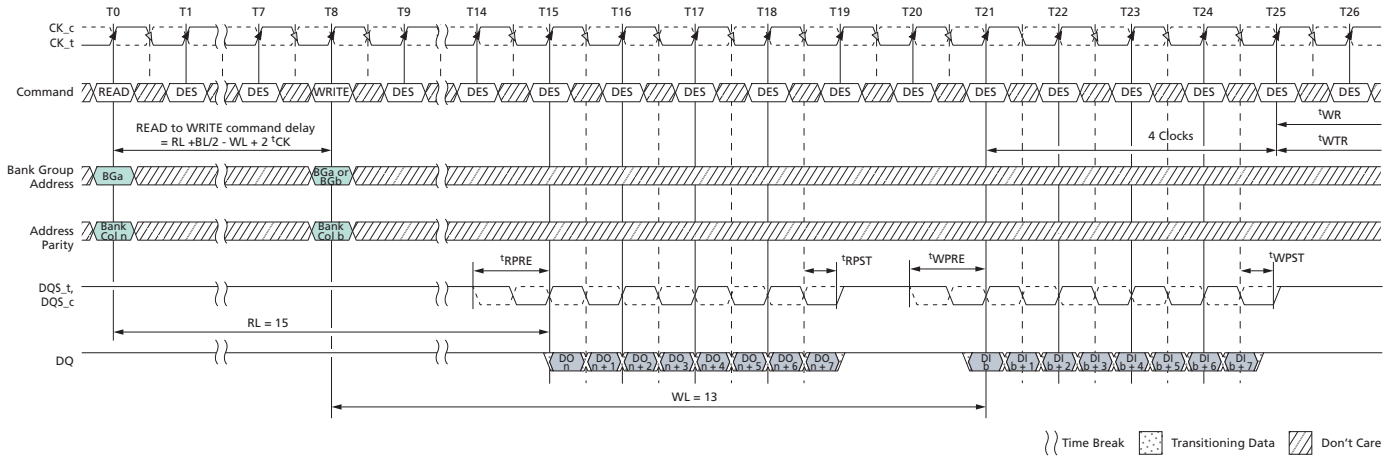 T0 T1 T7 T8 T9 T14 T15 T16 T17 T18 T19 T20 T21 T22 T23 T24 T25 T26
CK_c
CK_t
Command READ DES DES WRITE DES DES DES DES DES DES DES DES DES DES DES DES DES DES
READ to WRITE command delay
= RL +BL/2 - WL + 2 tCK
tWR
4 Clocks tWTR
Bank Group
Address
BGa
BGa or
BGb
Address
Parity
Bank
Col n
Bank
Col b
tRPRE tRPST tWPRE tWPST
DQS_t,
DQS_c
RL = 15
DQ
DO DO DO DO DO DO DO DO DI DI DI DI DI DI DI DI
n n + 1 n + 2 n + 3 n + 4 n + 5 n + 6 n + 7 b b + 1 b + 2 b + 3 b + 4 b + 5 b + 6 b + 7
WL = 13
Time Break Transitioning Data Don't Care